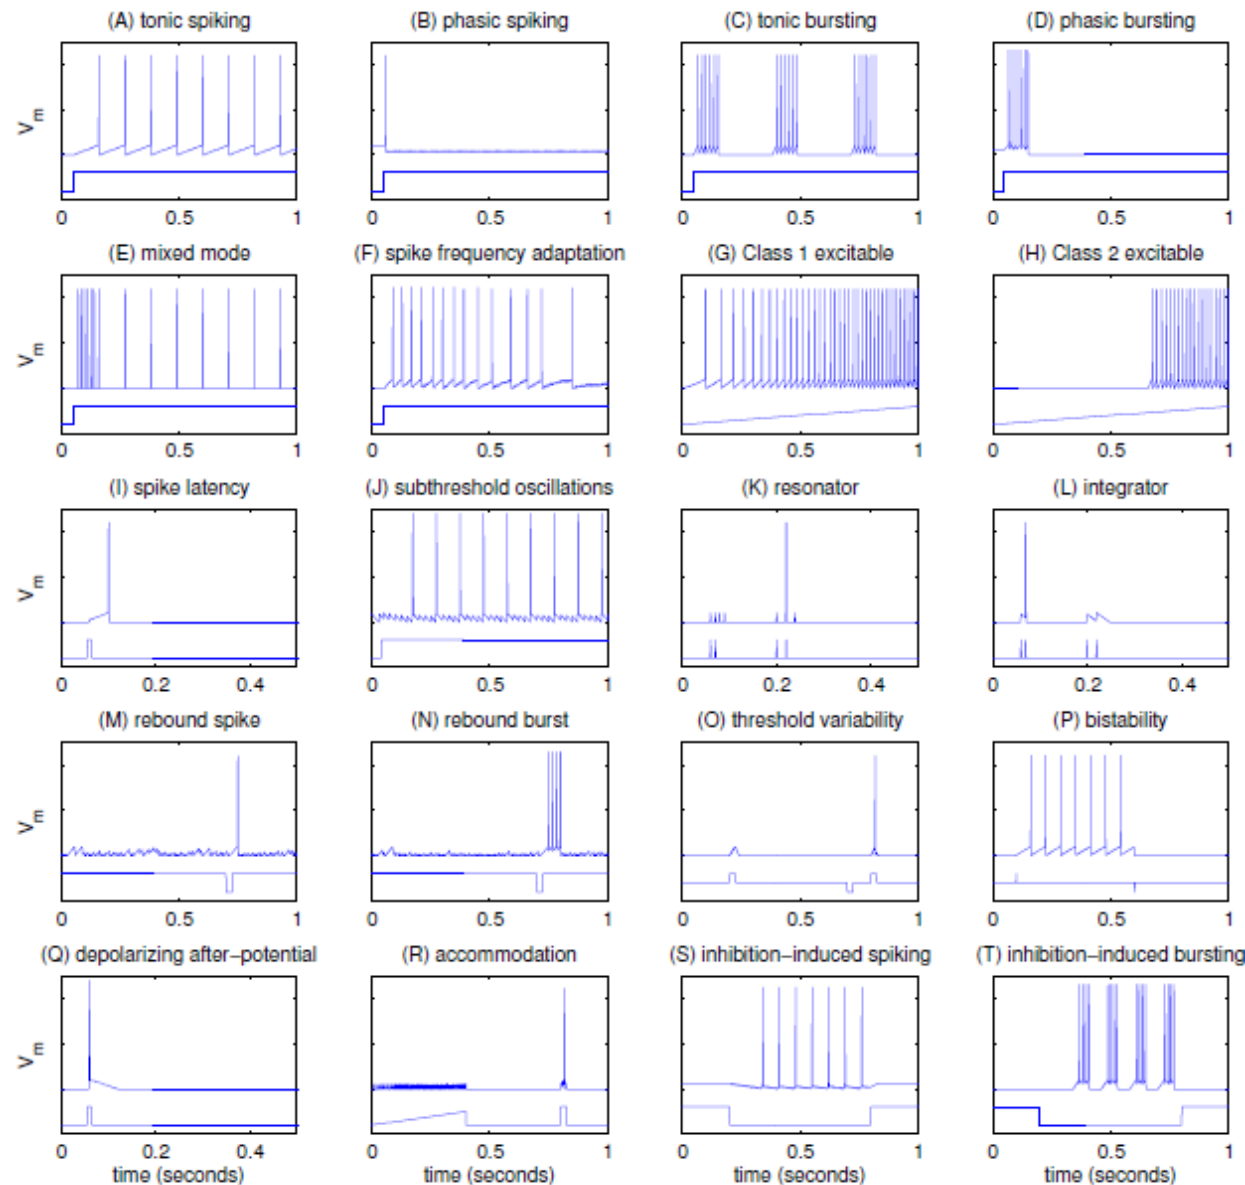 (A) tonic spiking (B) phasic spiking (C) tonic bursting (D) phasic bursting
V_m
0 0.5 1 0 0.5 1 0 0.5 1 0 0.5 1
(E) mixed mode (F) spike frequency adaptation (G) Class 1 excitable (H) Class 2 excitable
V_m
0 0.5 1 0 0.5 1 0 0.5 1 0 0.5 1
(I) spike latency (J) subthreshold oscillations (K) resonator (L) integrator
V_m
0 0.2 0.4 0 0.5 1 0 0.2 0.4 0 0.2 0.4
(M) rebound spike (N) rebound burst (O) threshold variability (P) bistability
V_m
0 0.5 1 0 0.5 1 0 0.5 1 0 0.5 1
(Q) depolarizing after−potential (R) accommodation (S) inhibition−induced spiking (T) inhibition−induced bursting
V_m
0 0.2 0.4 0 0.5 1 0 0.5 1 0 0.5 1
time (seconds) time (seconds) time (seconds) time (seconds)